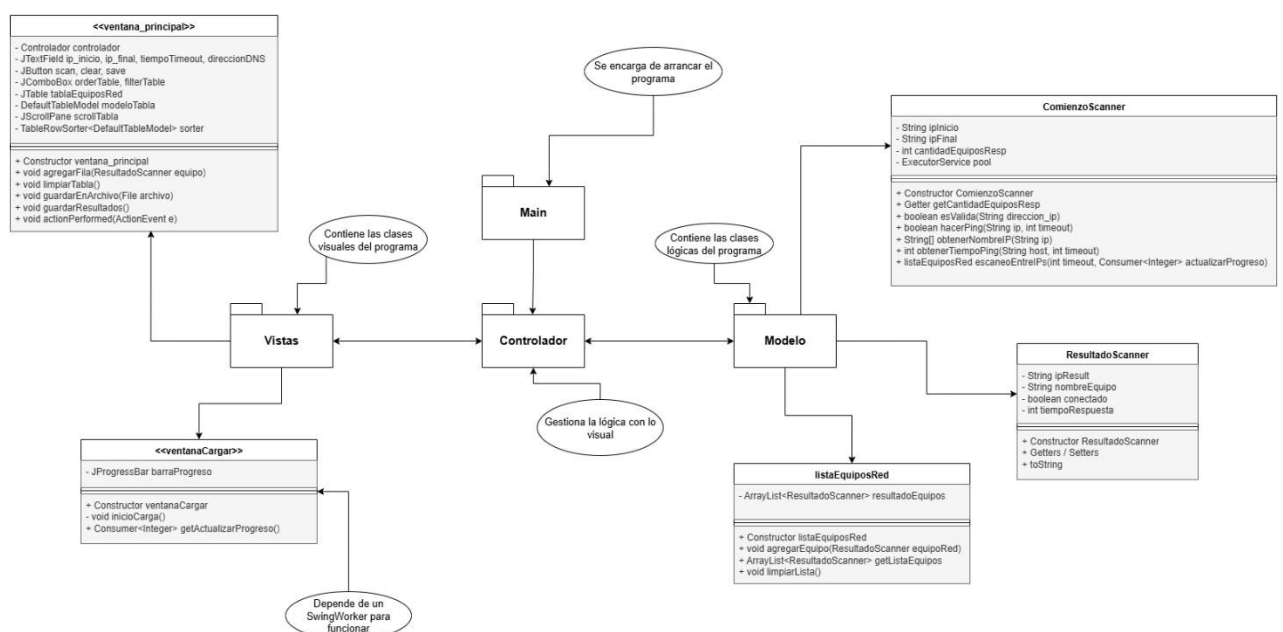 <<ventana_principal>>
- Controlador controlador
- JTextField ip_inicio, ip_final, tiempoTimeout, direccionDNS
- JButton scan, clear, save
- JComboBox orderTable, filterTable
- JTable tablaEquiposRed
- DefaultTableModel modeloTabla
- JScrollPane scrollTabla
- TableRowSorter<DefaultTableModel> sorter
+ Constructor ventana_principal
+ void agregarFila(ResultadoScanner equipo)
+ void limpiarTabla()
+ void guardarEnArchivo(File archivo)
+ void guardarResultados()
+ void actionPerformed(ActionEvent e)
Se encarga de arrancar el
programa
Main
Contiene las clases
visuales del programa
Contiene las clases
lógicas del programa
ComienzoScanner
- String ipInicio
- String ipFinal
- int cantidadEquiposResp
- ExecutorService pool
+ Constructor ComienzoScanner
+ Getter getCantidadEquiposResp
+ boolean esValida(String direccion_ip)
+ boolean hacerPing(String ip, int timeout)
+ String[] obtenerNombreIP(String ip)
+ int obtenerTiempoPing(String host, int timeout)
+ listaEquiposRed escaneoEntreIPs(int timeout, Consumer<Integer> actualizarProgreso)
Vistas
Controlador
Modelo
Gestiona la lógica con lo
visual
ResultadoScanner
- String ipResult
- String nombreEquipo
- boolean conectado
- int tiempoRespuesta
+ Constructor ResultadoScanner
+ Getters / Setters
+ toString
<<ventanaCargar>>
- JProgressBar barraProgreso
+ Constructor ventanaCargar
- void inicioCarga()
+ Consumer<Integer> getActualizarProgreso()
listaEquiposRed
- ArrayList<ResultadoScanner> resultadoEquipos
+ Constructor listaEquiposRed
+ void agregarEquipo(ResultadoScanner equipoRed)
+ ArrayList<ResultadoScanner> getListaEquipos
+ void limpiarLista()
Depende de un
SwingWorker para
funcionar